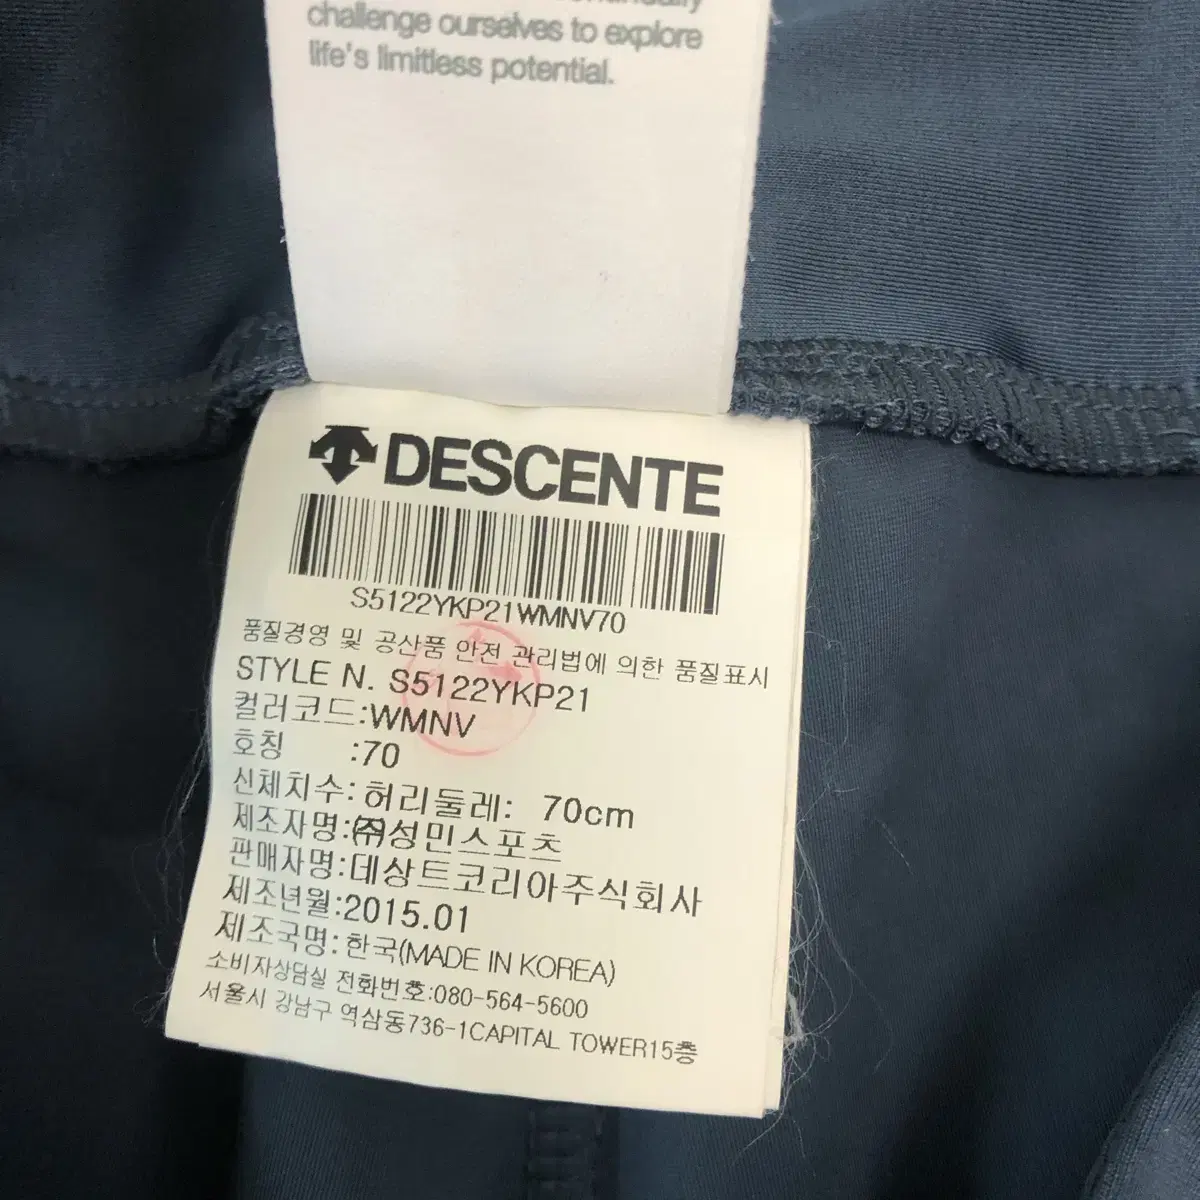 challenge ourselves to explore
life's limitless potential.
DESCENTE
S5122YKP21WMNV70
품질경영 및 공산품 안전 관리법에 의한 품질표시
STYLE N. S5122YKP21
컬러코드:WMNV
호칭 :70
신체치수: 허리둘레: 70cm
제조자명:㈜성민스포츠
판매자명:데상트코리아주식회사
제조년월:2015.01
제조국명: 한국(MADE IN KOREA)
소비자상담실 전화번호:080-564-5600
서울시 강남구 역삼동736-1CAPITAL TOWER15층